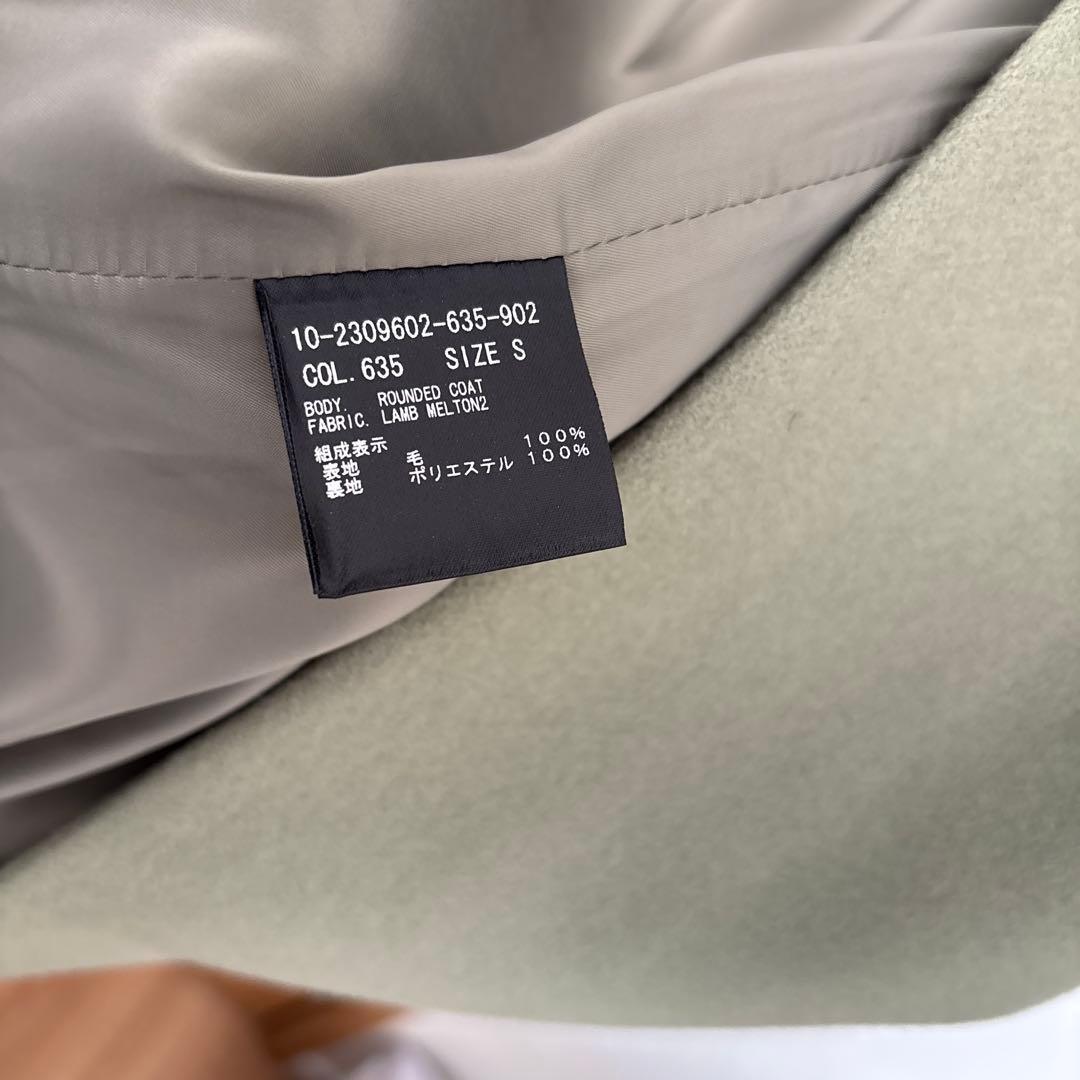 10-2309602-635-902
COL.635 SIZE S
BODY. ROUNDED COAT
FABRIC. LAMB MELTON2
組成表示
表地 毛 100%
裏地 ポリエステル 100%